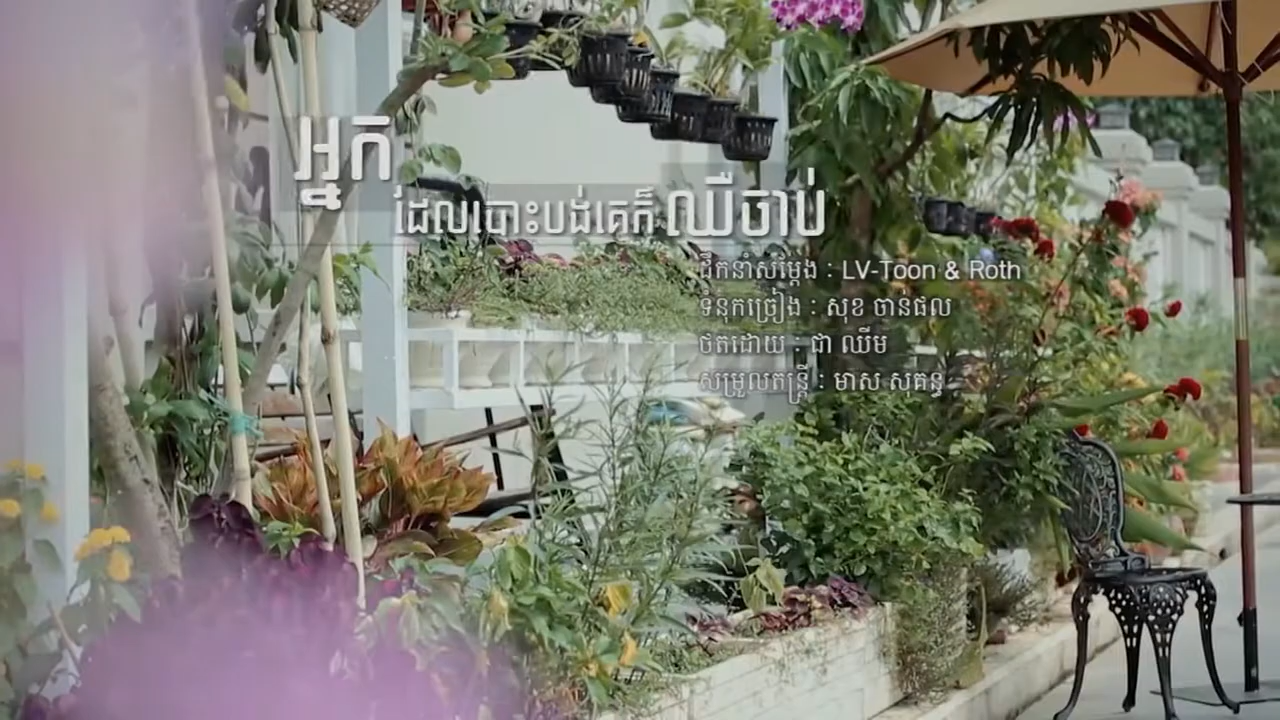 អ្នក
ដែលបោះបង់គេក៏ ឈឺចាប់
ដឹកនាំសម្ដែង : LV-Toon & Roth
ទំនុកច្រៀង : សុខ ចាន់ផល
ថតដោយ : ជា ឈីម
សម្រួលតន្ត្រី : មាស សុគន្ធ